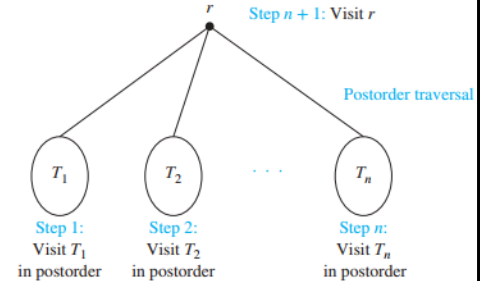 r
Step n + 1: Visit r
Postorder traversal
T₁
T₂
. . .
Tₙ
Step 1:
Visit T₁
in postorder
Step 2:
Visit T₂
in postorder
Step n:
Visit Tₙ
in postorder